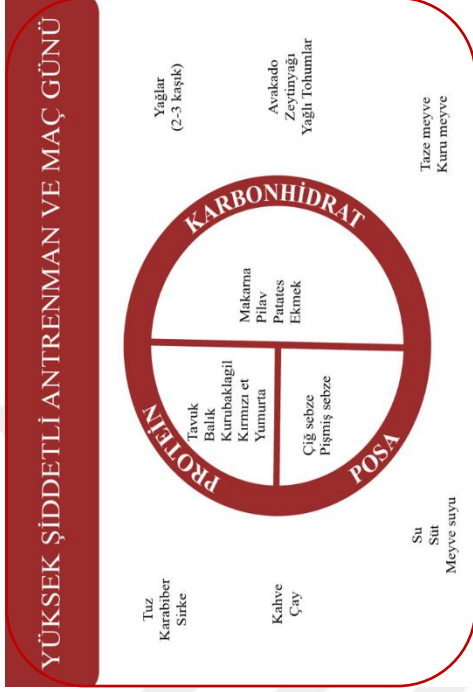 YÜKSEK ŞİDDETLİ ANTRENMAN VE MAÇ GÜNÜ
Tuz
Karabiber
Sirke
Yağlar
(2-3 kaşık)
PROTEİN
KARBONHİDRAT
Tavuk
Balık
Kurubaklagil
Kırmızı et
Yumurta
Makarna
Pilav
Patates
Ekmek
Kahve
Çay
Avakado
Zeytinyağı
Yağlı Tohumlar
Çiğ sebze
Pişmiş sebze
POSA
Su
Süt
Meyve suyu
Taze meyve
Kuru meyve